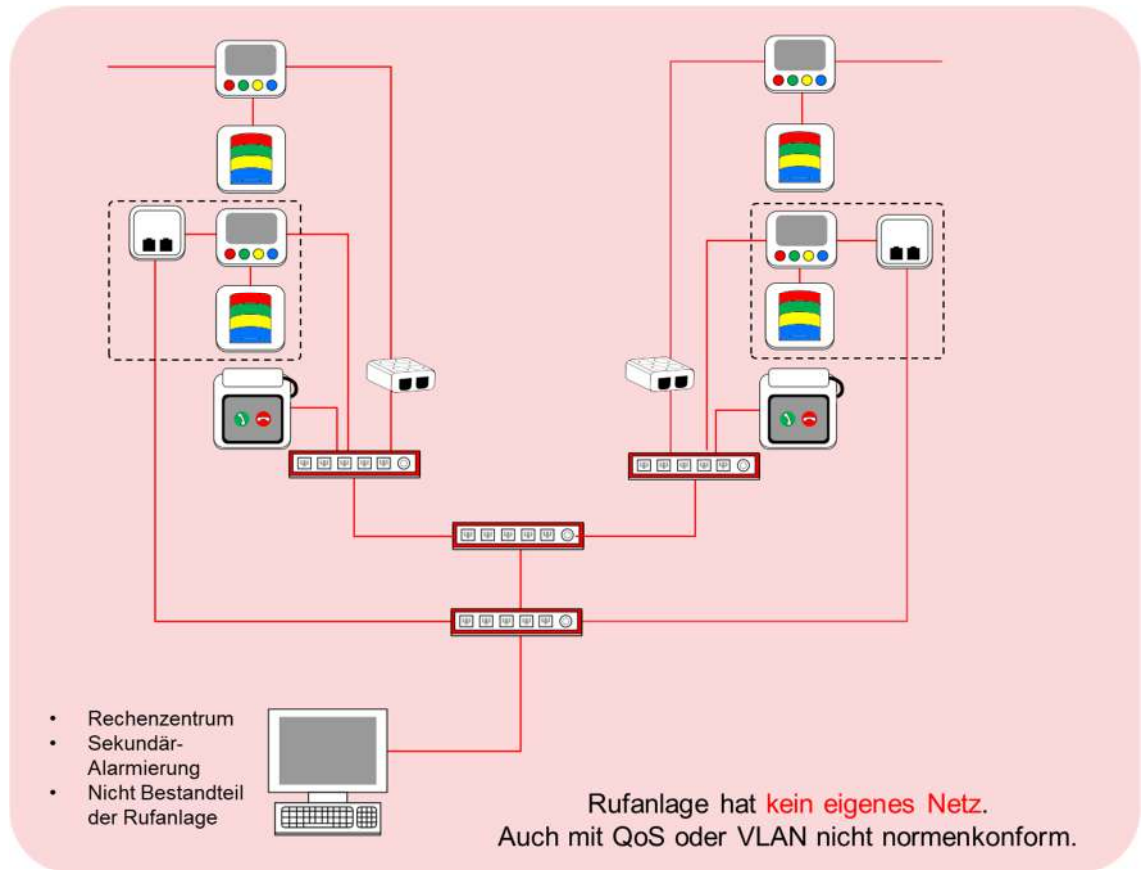 • Rechenzentrum
• Sekundär-
Alarmierung
• Nicht Bestandteil
der Rufanlage
Rufanlage hat kein eigenes Netz.
Auch mit QoS oder VLAN nicht normenkonform.